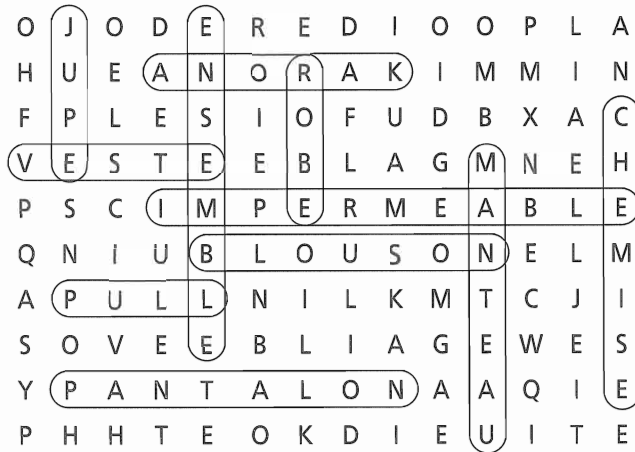 O J O D E R E D I O O P L A
H U E A N O R A K I M M I N
F P L E S I O F U D B X A C
V E S T E E B L A G M N E H
P S C I M P E R M E A B L E
Q N I U B L O U S O N E L M
A P U L L N I L K M T C J I
S O V E E B L I A G E W E S
Y P A N T A L O N A A Q I E
P H H T E O K D I E U I T E